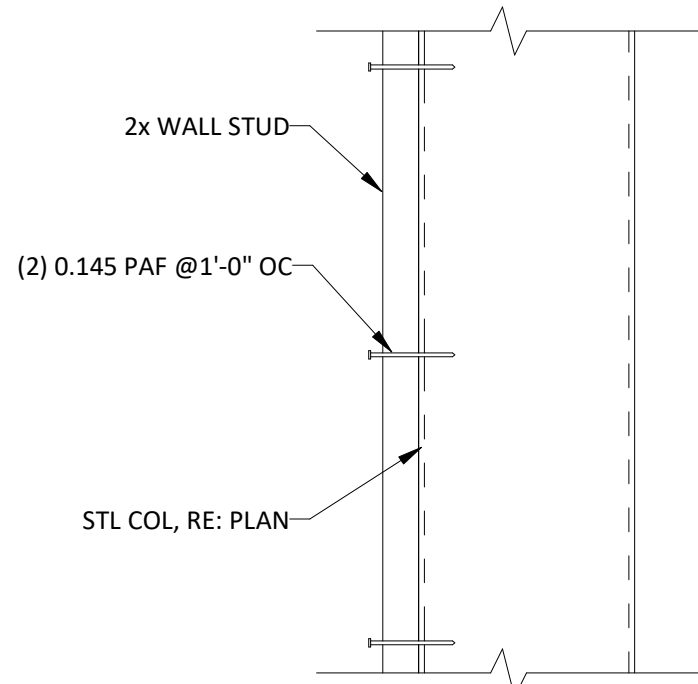 2x WALL STUD
(2) 0.145 PAF @1'-0" OC
STL COL, RE: PLAN